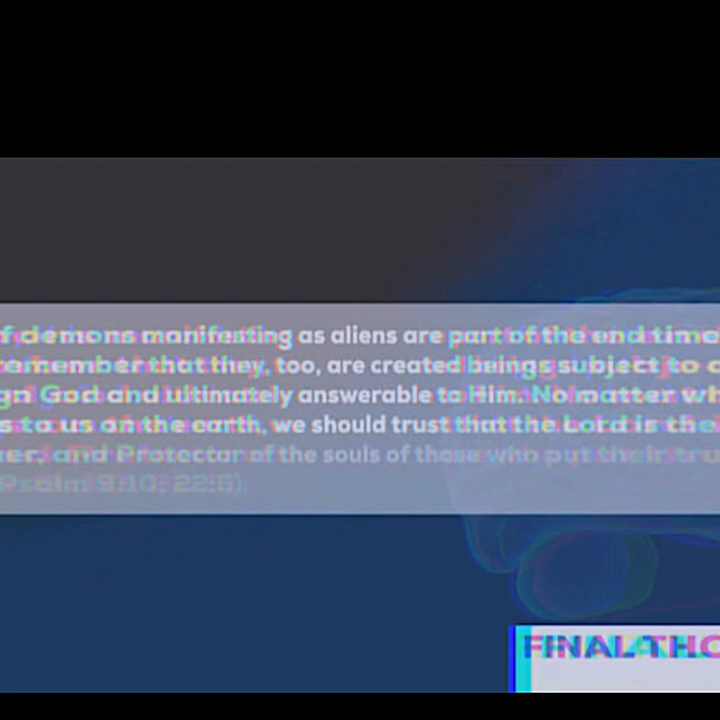 f demons manifesting as aliens are part of the end time
remember that they, too, are created beings subject to
God and ultimately answerable to Him. No matter
to us on the earth, we should trust that the Lord is the
and Protector of the souls of those who put their
Psalm 9:10; 22:5).
FINAL